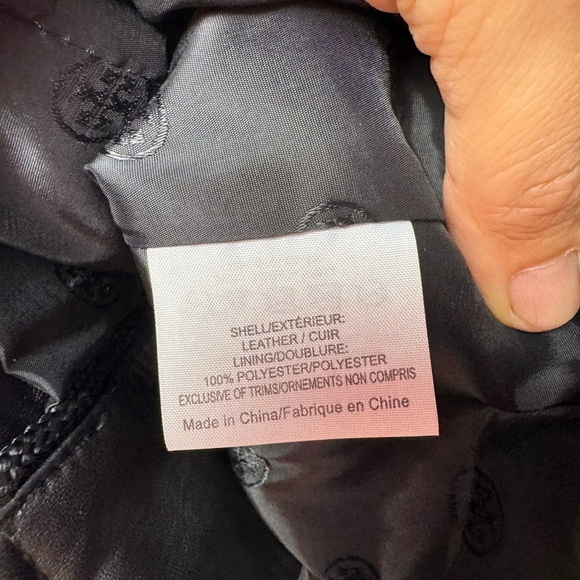 SHELL/EXTÉRIEUR:
LEATHER / CUIR
LINING/DOUBLURE:
100% POLYESTER/POLYESTER
EXCLUSIVE OF TRIMS/ORNEMENTS NON COMPRIS
Made in China/Fabrique en Chine